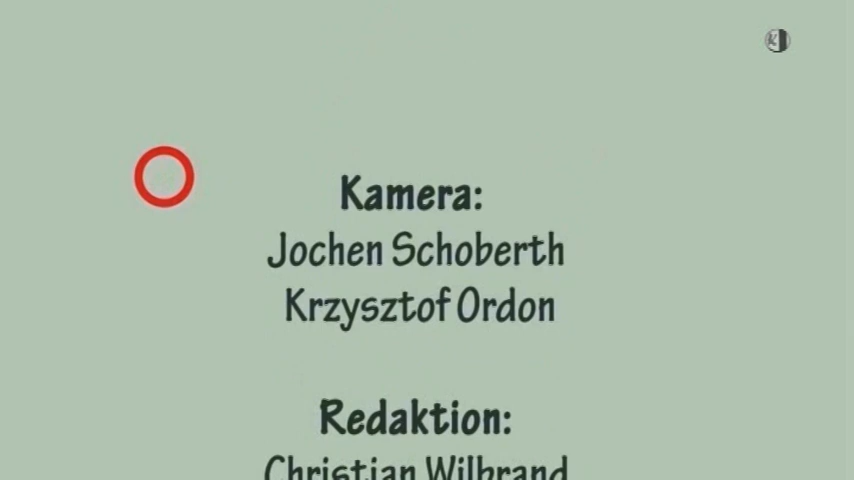 Kamera:
Jochen Schoberth
Krzysztof Ordon
Redaktion:
Christian Wilbrand